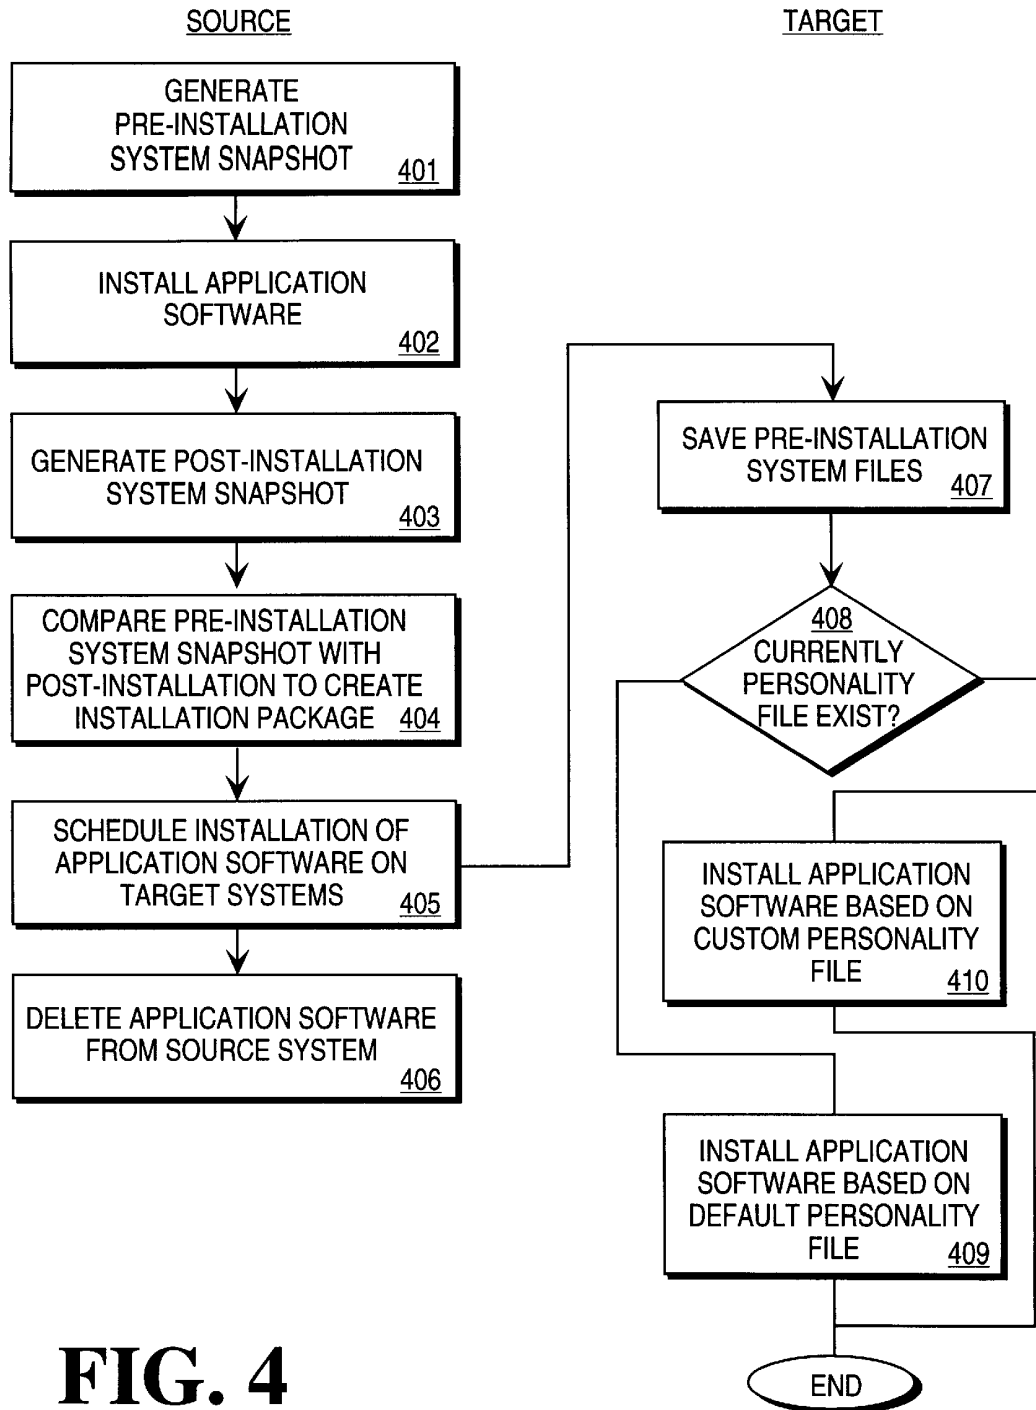 SOURCE
GENERATE
PRE-INSTALLATION
SYSTEM SNAPSHOT
401
INSTALL APPLICATION
SOFTWARE
402
GENERATE POST-INSTALLATION
SYSTEM SNAPSHOT
403
COMPARE PRE-INSTALLATION
SYSTEM SNAPSHOT WITH
POST-INSTALLATION TO CREATE
INSTALLATION PACKAGE
404
SCHEDULE INSTALLATION OF
APPLICATION SOFTWARE ON
TARGET SYSTEMS
405
DELETE APPLICATION SOFTWARE
FROM SOURCE SYSTEM
406
TARGET
SAVE PRE-INSTALLATION
SYSTEM FILES
407
408
CURRENTLY
PERSONALITY
FILE EXIST?
INSTALL APPLICATION
SOFTWARE BASED ON
CUSTOM PERSONALITY
FILE
410
INSTALL APPLICATION
SOFTWARE BASED ON
DEFAULT PERSONALITY
FILE
409
END
FIG. 4